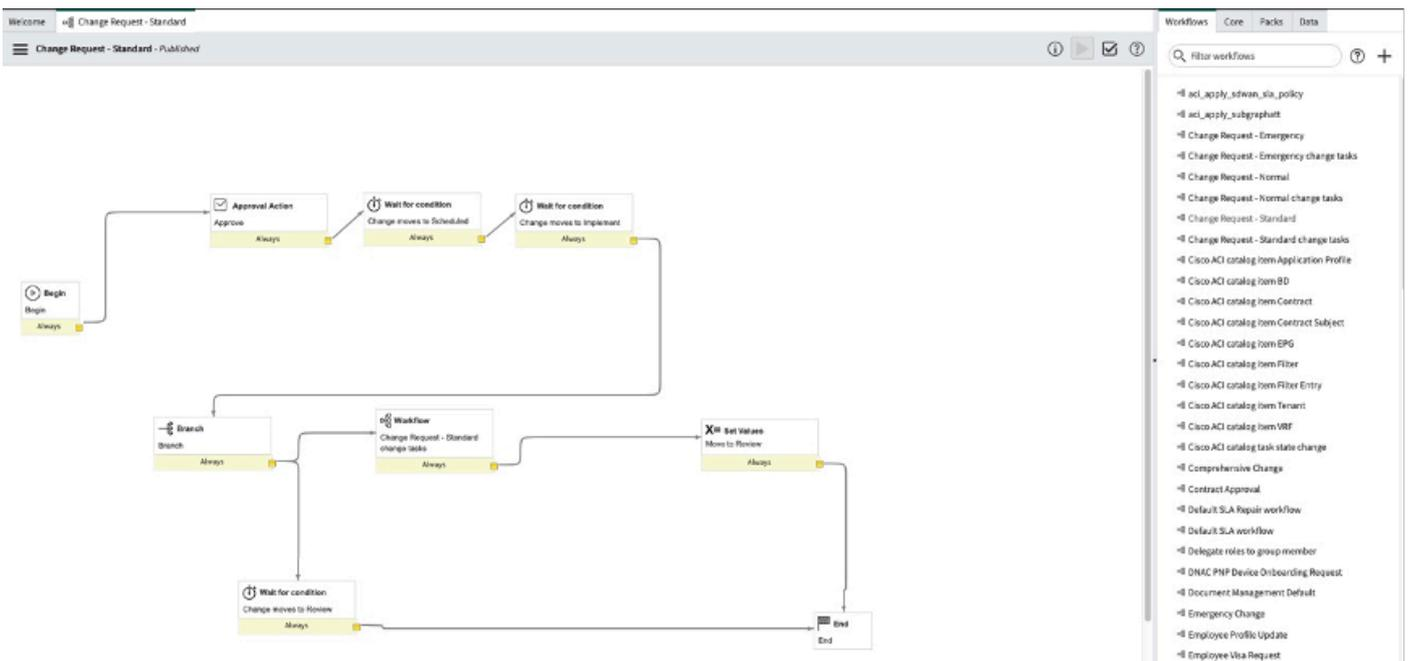 Welcome
Change Request - Standard
Workflows
Core
Packs
Data
Change Request - Standard - Published
Filter workflows
aci_apply_sdwan_sla_policy
aci_apply_subgraphatt
Change Request - Emergency
Change Request - Emergency change tasks
Change Request - Normal
Change Request - Normal change tasks
Change Request - Standard
Change Request - Standard change tasks
Cisco ACI catalog item Application Profile
Cisco ACI catalog item BD
Cisco ACI catalog item Contract
Cisco ACI catalog item Contract Subject
Cisco ACI catalog item EPG
Cisco ACI catalog item Filter
Cisco ACI catalog item Filter Entry
Cisco ACI catalog item Tenant
Cisco ACI catalog item VRF
Cisco ACI catalog task state change
Comprehensive Change
Contract Approval
Default SLA Repair workflow
Default SLA workflow
Delegate roles to group member
DNAC PNP Device Onboarding Request
Document Management Default
Emergency Change
Employee Profile Update
Employee Visa Request
Approval Action
Approve
Always
Wait for condition
Change moves to Scheduled
Always
Wait for condition
Change moves to Implement
Always
Begin
Begin
Always
Branch
Branch
Always
Workflow
Change Request - Standard
change tasks
Always
X= Set Values
Move to Review
Always
Wait for condition
Change moves to Review
Always
End
End